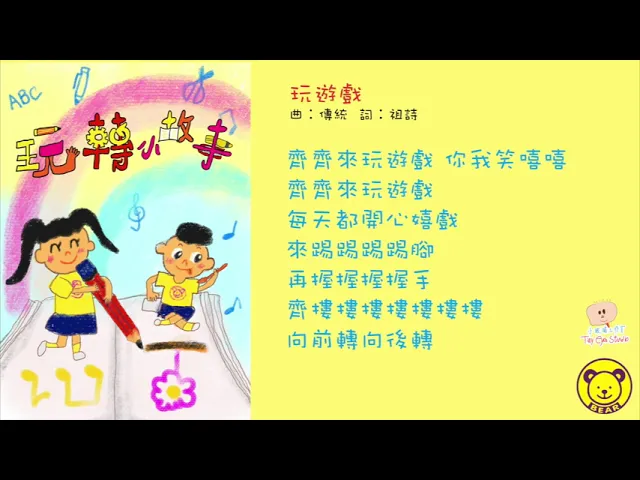 ABC
玩轉小故事
玩遊戲
曲：傳統 詞：祖詩
齊齊來玩遊戲 你我笑嘻嘻
齊齊來玩遊戲
每天都開心嬉戲
來踢踢踢踢腳
再握握握握手
齊摟摟摟摟摟摟摟
向前轉向後轉
BEAR